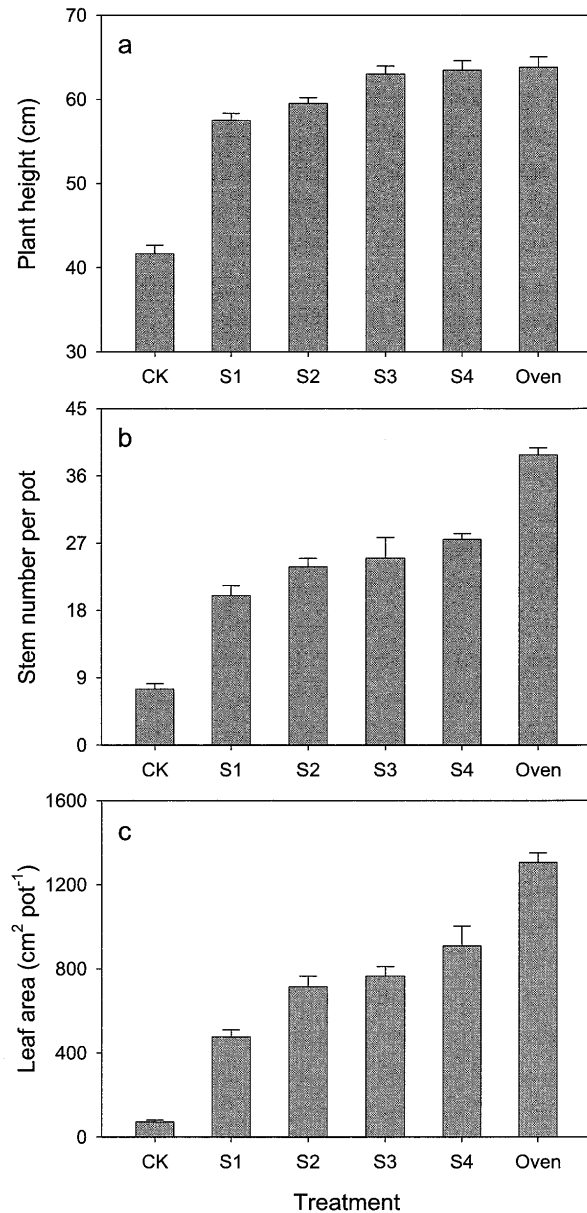 a
Plant height (cm)
70
60
50
40
30
CK S1 S2 S3 S4 Oven
b
Stem number per pot
45
36
27
18
9
0
CK S1 S2 S3 S4 Oven
c
Leaf area (cm² pot⁻¹)
1600
1200
800
400
0
CK S1 S2 S3 S4 Oven
Treatment